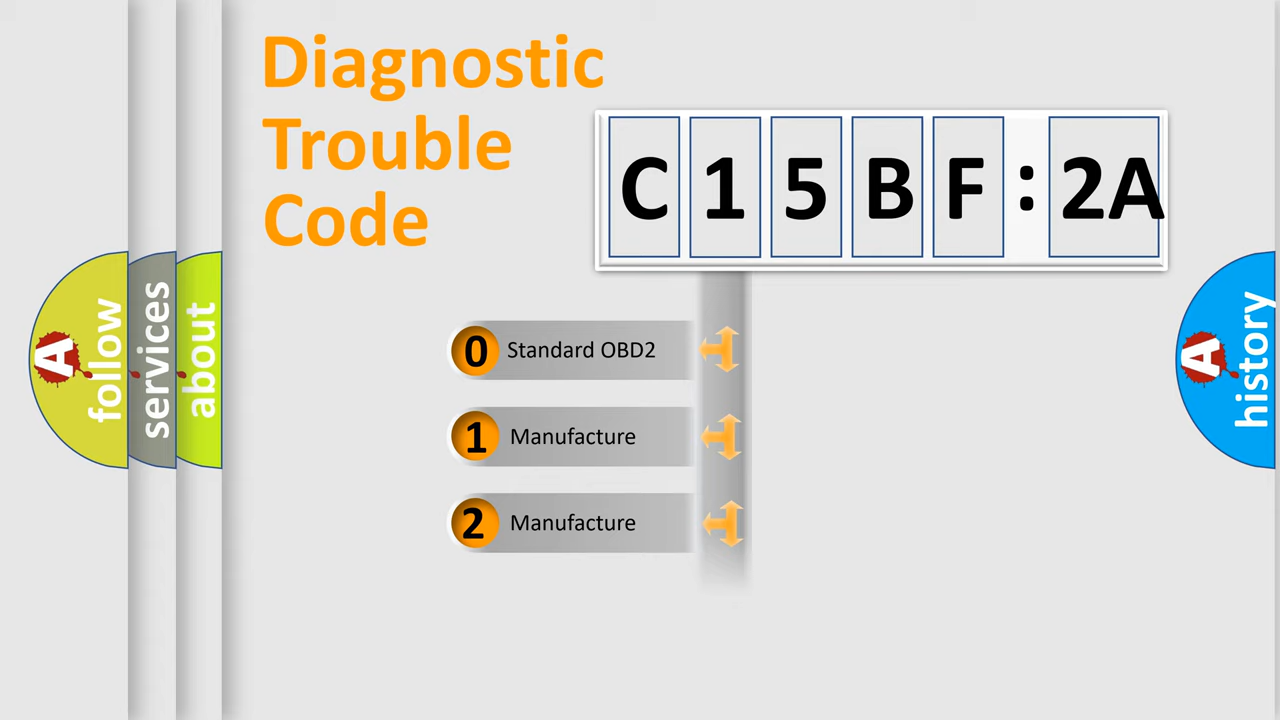 Diagnostic
Trouble
Code
C 1 5 B F : 2A
0 Standard OBD2
1 Manufacture
2 Manufacture
A follow
services
about
A history